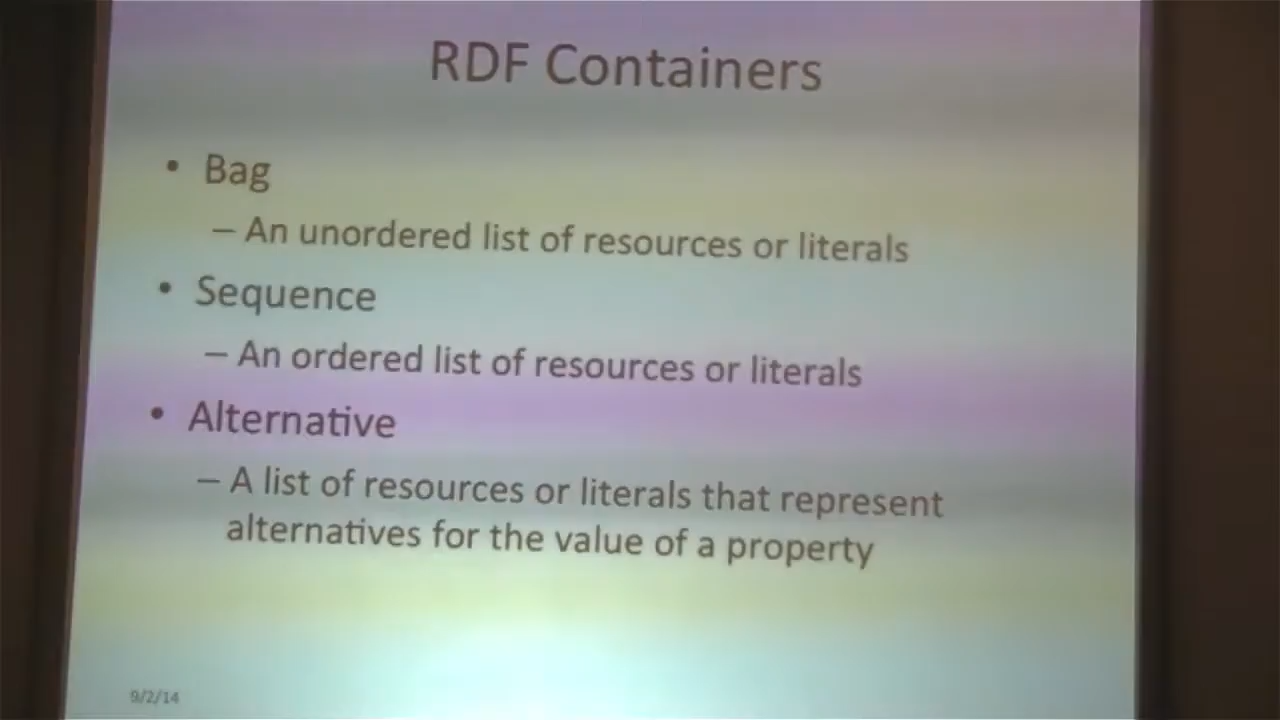 RDF Containers
• Bag
– An unordered list of resources or literals
• Sequence
– An ordered list of resources or literals
• Alternative
– A list of resources or literals that represent
alternatives for the value of a property
9/2/14